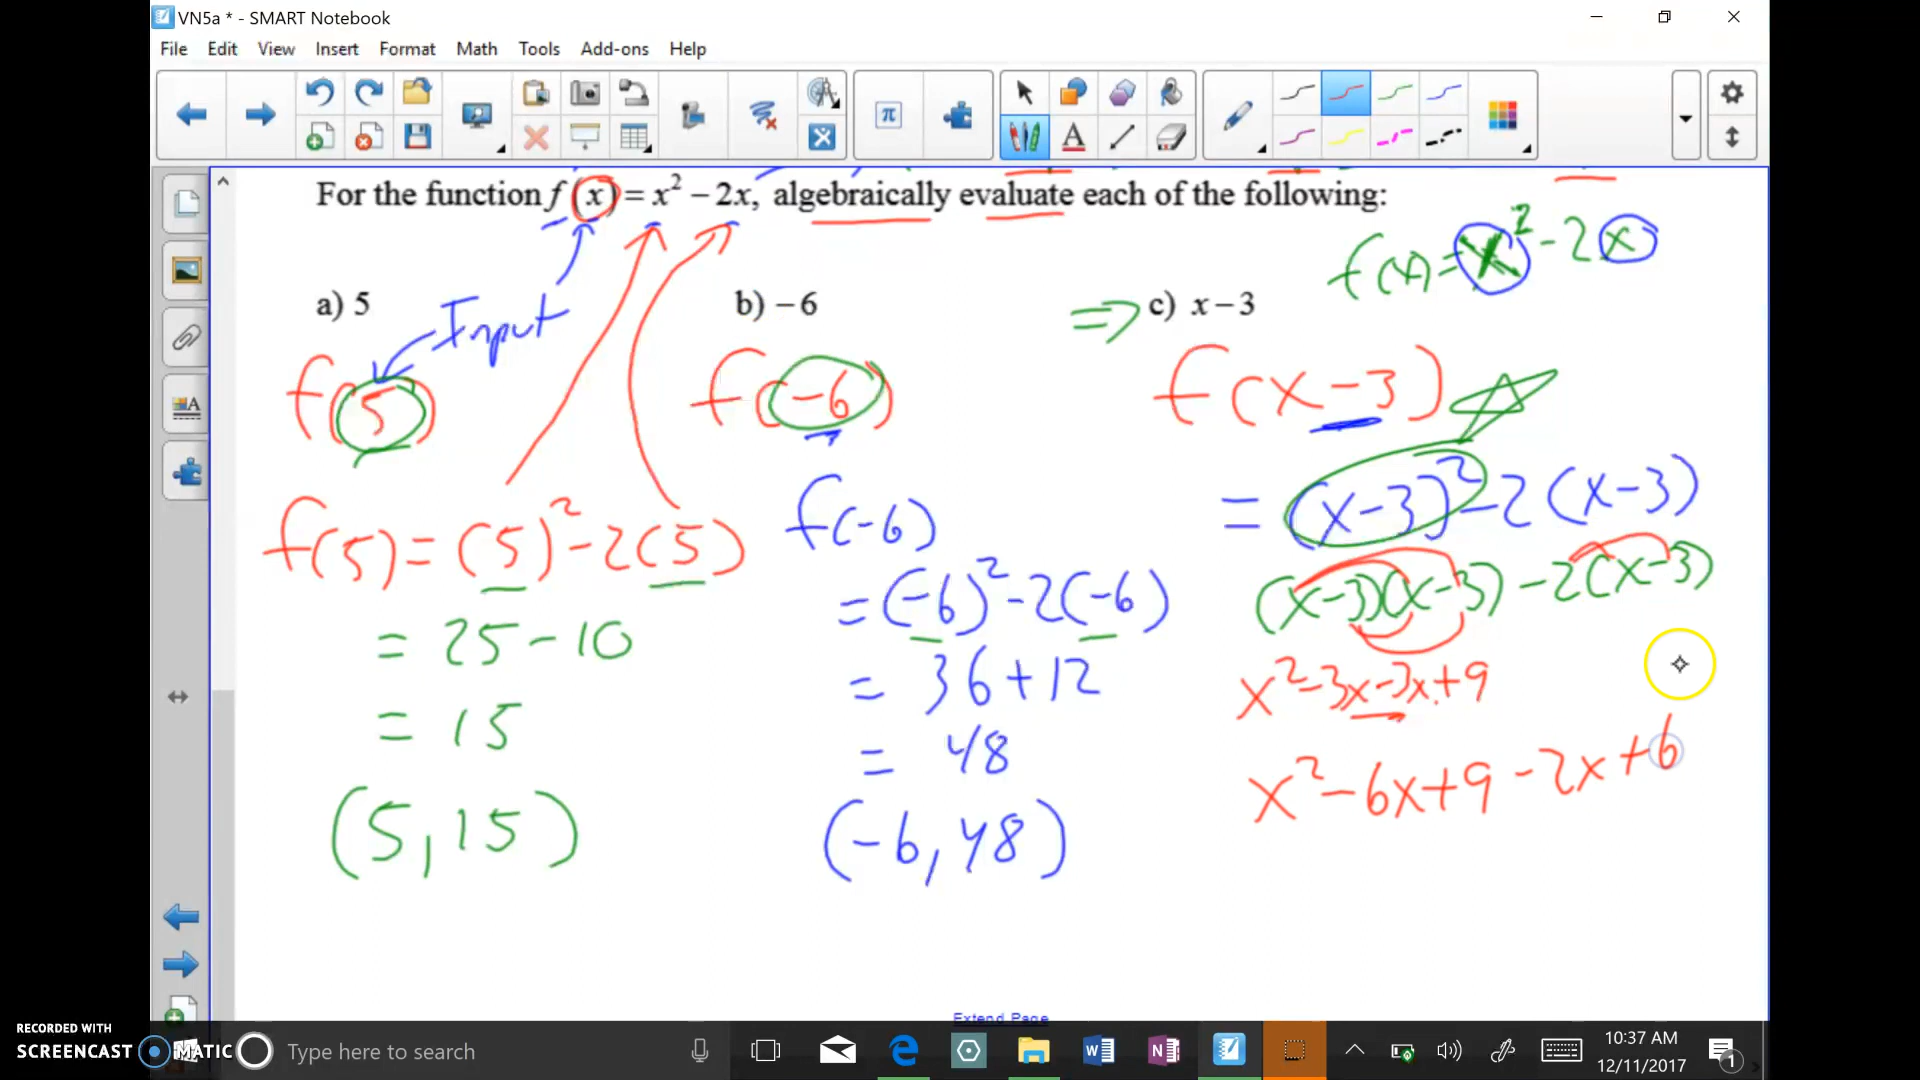 VN5a * - SMART Notebook
File Edit View Insert Format Math Tools Add-ons Help
For the function f(x) = x² − 2x, algebraically evaluate each of the following:
f(x) = x² - 2x
a) 5
Input
b) −6
⇒ c) x − 3
f(5)
f(-6)
f(x-3)
f(5) = (5)² - 2(5)
= 25 - 10
= 15
(5, 15)
f(-6)
= (-6)² - 2(-6)
= 36 + 12
= 48
(-6, 48)
= (x-3)² - 2(x-3)
(x-3)(x-3) - 2(x-3)
x² - 3x - 3x + 9
x² - 6x + 9 - 2x + 6
Extend Page
RECORDED WITH
SCREENCAST MATIC
Type here to search
10:37 AM
12/11/2017
1